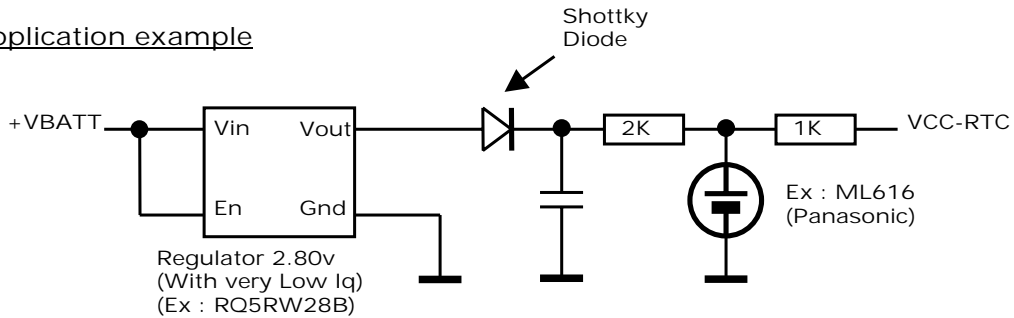 Shottky
Diode
pplication example
+VBATT
Vin
Vout
2K
1K
VCC-RTC
En
Gnd
Ex : ML616
(Panasonic)
Regulator 2.80v
(With very Low Iq)
(Ex : RQ5RW28B)